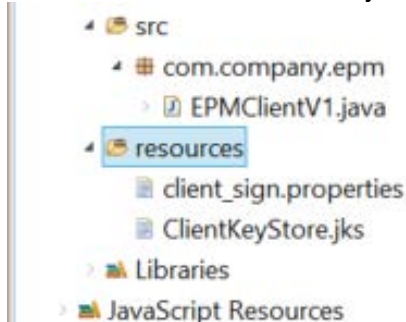 src
com.company.epm
EPMClientV1.java
resources
client_sign.properties
ClientKeyStore.jks
Libraries
JavaScript Resources